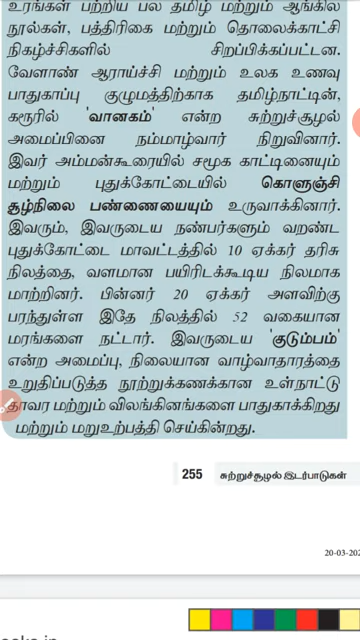 உரங்கள் பற்றிய பல தமிழ் மற்றும் ஆங்கில
நூல்கள், பத்திரிகை மற்றும் தொலைக்காட்சி
நிகழ்ச்சிகளில் சிறப்பிக்கப்பட்டன.
வேளாண் ஆராய்ச்சி மற்றும் உலக உணவு
பாதுகாப்பு குழுமத்திற்காக தமிழ்நாட்டின்,
கரூரில் 'வானகம்' என்ற சுற்றுச்சூழல்
அமைப்பினை நம்மாழ்வார் நிறுவினார்.
இவர் அம்மன்கூரையில் சமூக காட்டினையும்
மற்றும் புதுக்கோட்டையில் கொளுஞ்சி
சூழ்நிலை பண்ணையையும் உருவாக்கினார்.
இவரும், இவருடைய நண்பர்களும் வறண்ட
புதுக்கோட்டை மாவட்டத்தில் 10 ஏக்கர் தரிசு
நிலத்தை, வளமான பயிரிடக்கூடிய நிலமாக
மாற்றினர். பின்னர் 20 ஏக்கர் அளவிற்கு
பரந்துள்ள இதே நிலத்தில் 52 வகையான
மரங்களை நட்டார். இவருடைய 'குடும்பம்'
என்ற அமைப்பு, நிலையான வாழ்வாதாரத்தை
உறுதிப்படுத்த நூற்றுக்கணக்கான உள்நாட்டு
தாவர மற்றும் விலங்கினங்களை பாதுகாக்கிறது
மற்றும் மறுஉற்பத்தி செய்கின்றது.
255 சுற்றுச்சூழல் இடர்பாடுகள்
20-03-202